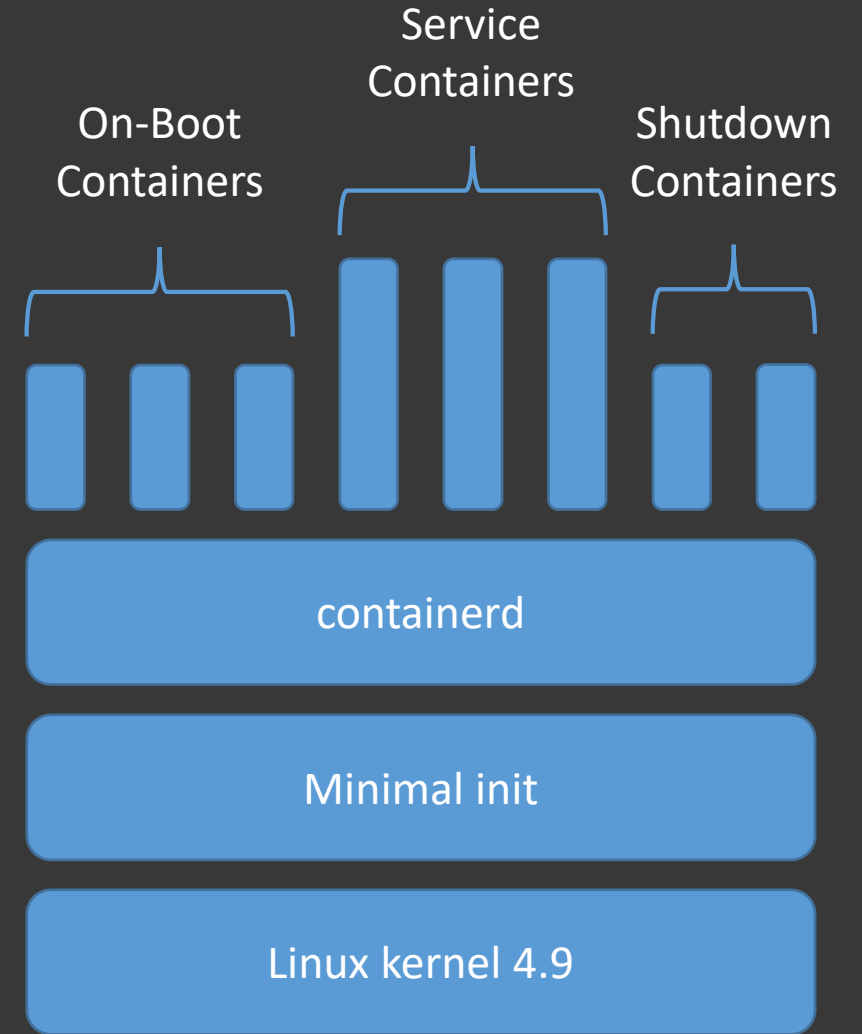 Service
Containers
On-Boot
Containers
Shutdown
Containers
containerd
Minimal init
Linux kernel 4.9